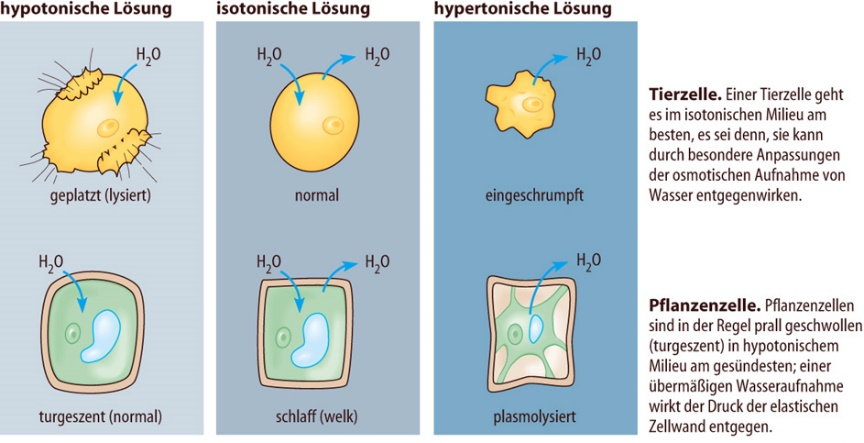 hypotonische Lösung
isotonische Lösung
hypertonische Lösung
H₂O
H₂O
H₂O
H₂O
geplatzt (lysiert)
normal
eingeschrumpft
Tierzelle. Einer Tierzelle geht
es im isotonischen Milieu am
besten, es sei denn, sie kann
durch besondere Anpassungen
der osmotischen Aufnahme von
Wasser entgegenwirken.
H₂O
H₂O
H₂O
H₂O
turgeszent (normal)
schlaff (welk)
plasmolysiert
Pflanzenzelle. Pflanzenzellen
sind in der Regel prall geschwollen
(turgeszent) in hypotonischem
Milieu am gesündesten; einer
übermäßigen Wasseraufnahme
wirkt der Druck der elastischen
Zellwand entgegen.